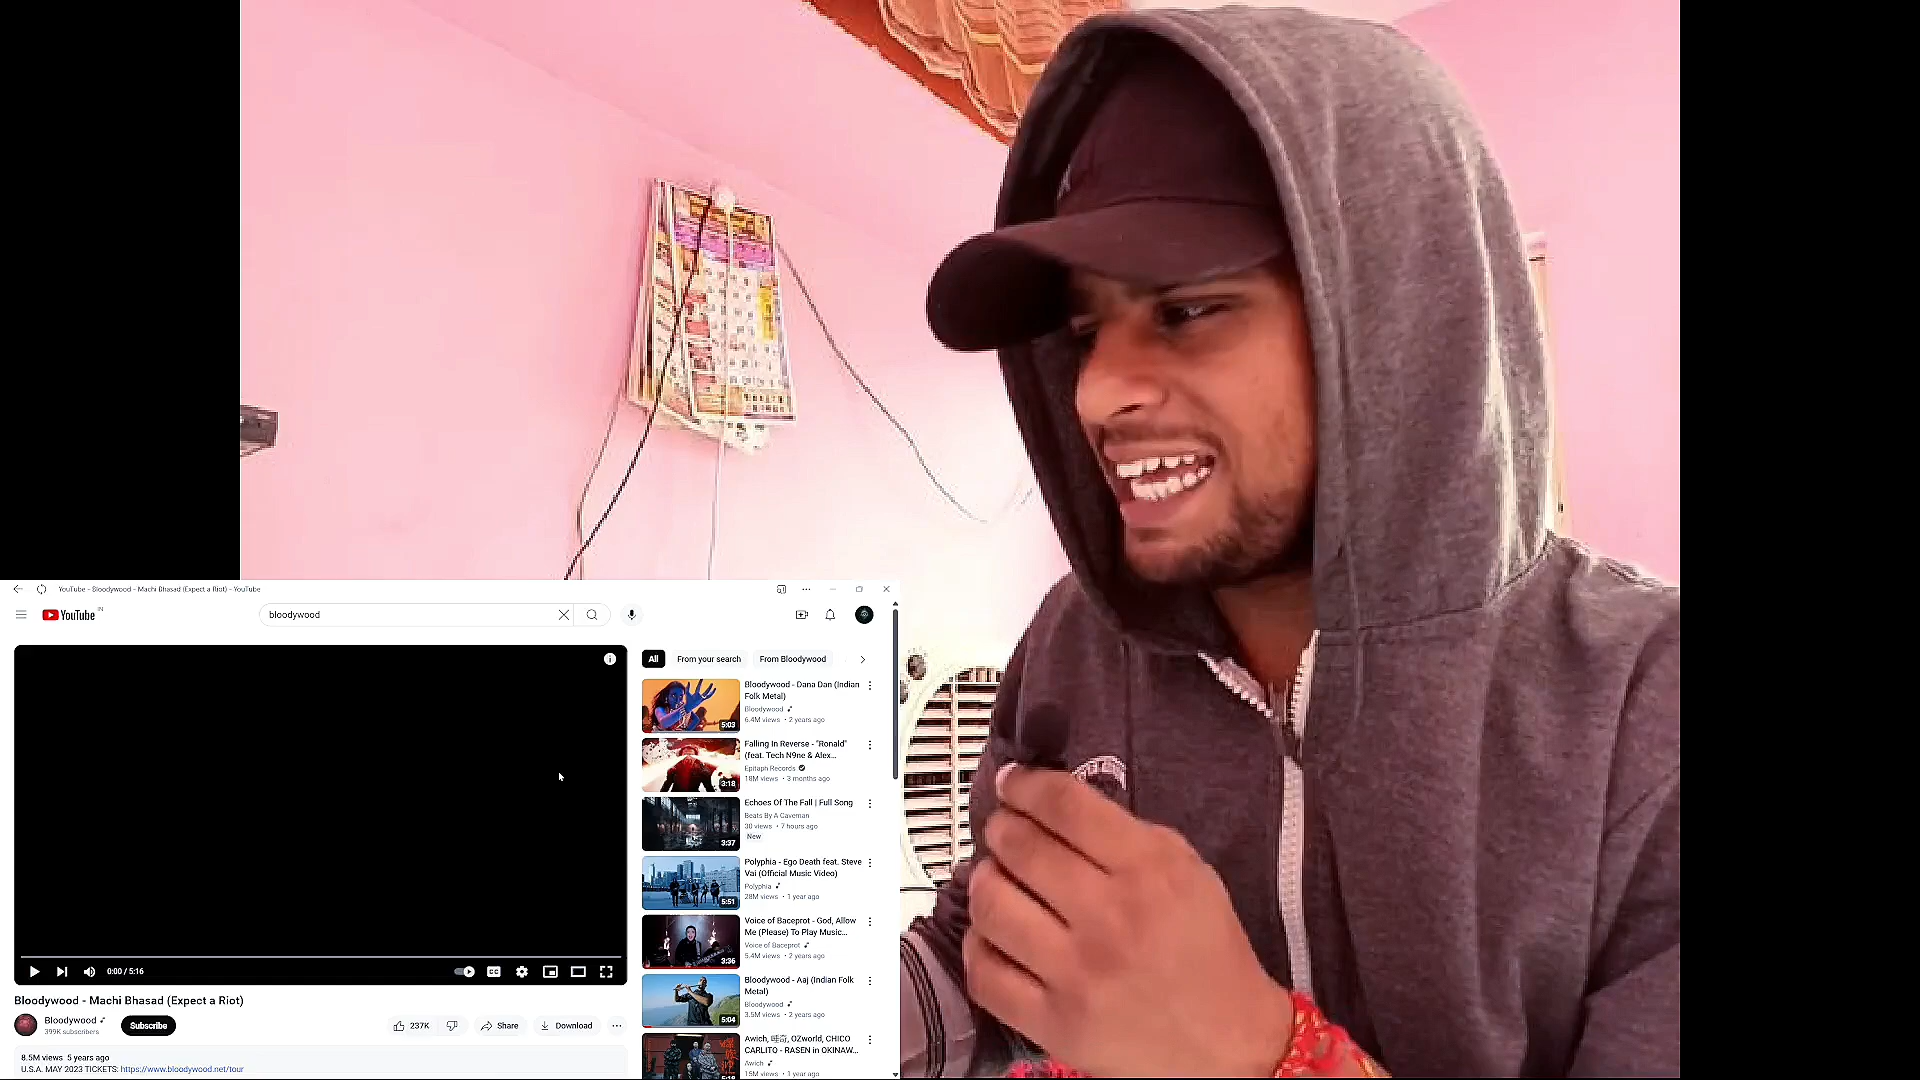 YouTube - Bloodywood - Machi Bhasad (Expect a Riot) - YouTube
YouTube IN
bloodywood
All
From your search
From Bloodywood
Bloodywood - Dana Dan (Indian
Folk Metal)
Bloodywood
6.4M views • 2 years ago
5:03
Falling In Reverse - "Ronald"
(feat. Tech N9ne & Alex...
Epitaph Records
18M views • 3 months ago
3:18
Echoes Of The Fall | Full Song
Beats By A Caveman
30 views • 7 hours ago
New
3:37
Polyphia - Ego Death feat. Steve
Vai (Official Music Video)
Polyphia
28M views • 1 year ago
5:51
Voice of Baceprot - God, Allow
Me (Please) To Play Music...
Voice of Baceprot
5.4M views • 2 years ago
3:36
Bloodywood - Aaj (Indian Folk
Metal)
Bloodywood
3.5M views • 2 years ago
5:04
Awich, 唾奇, OZworld, CHICO
CARLITO - RASEN in OKINAW...
Awich
15M views • 1 year ago
0:00 / 5:16
CC
Bloodywood - Machi Bhasad (Expect a Riot)
Bloodywood
399K subscribers
Subscribe
237K
Share
Download
8.5M views 5 years ago
U.S.A. MAY 2023 TICKETS: https://www.bloodywood.net/tour